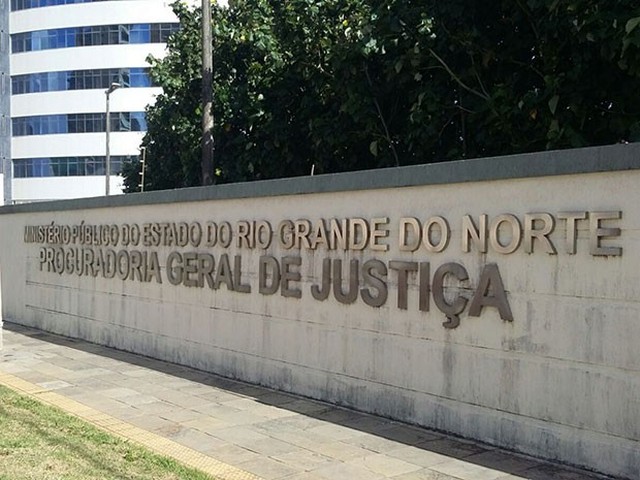 MINISTÉRIO PÚBLICO DO ESTADO DO RIO GRANDE DO NORTE
PROCURADORIA GERAL DE JUSTIÇA